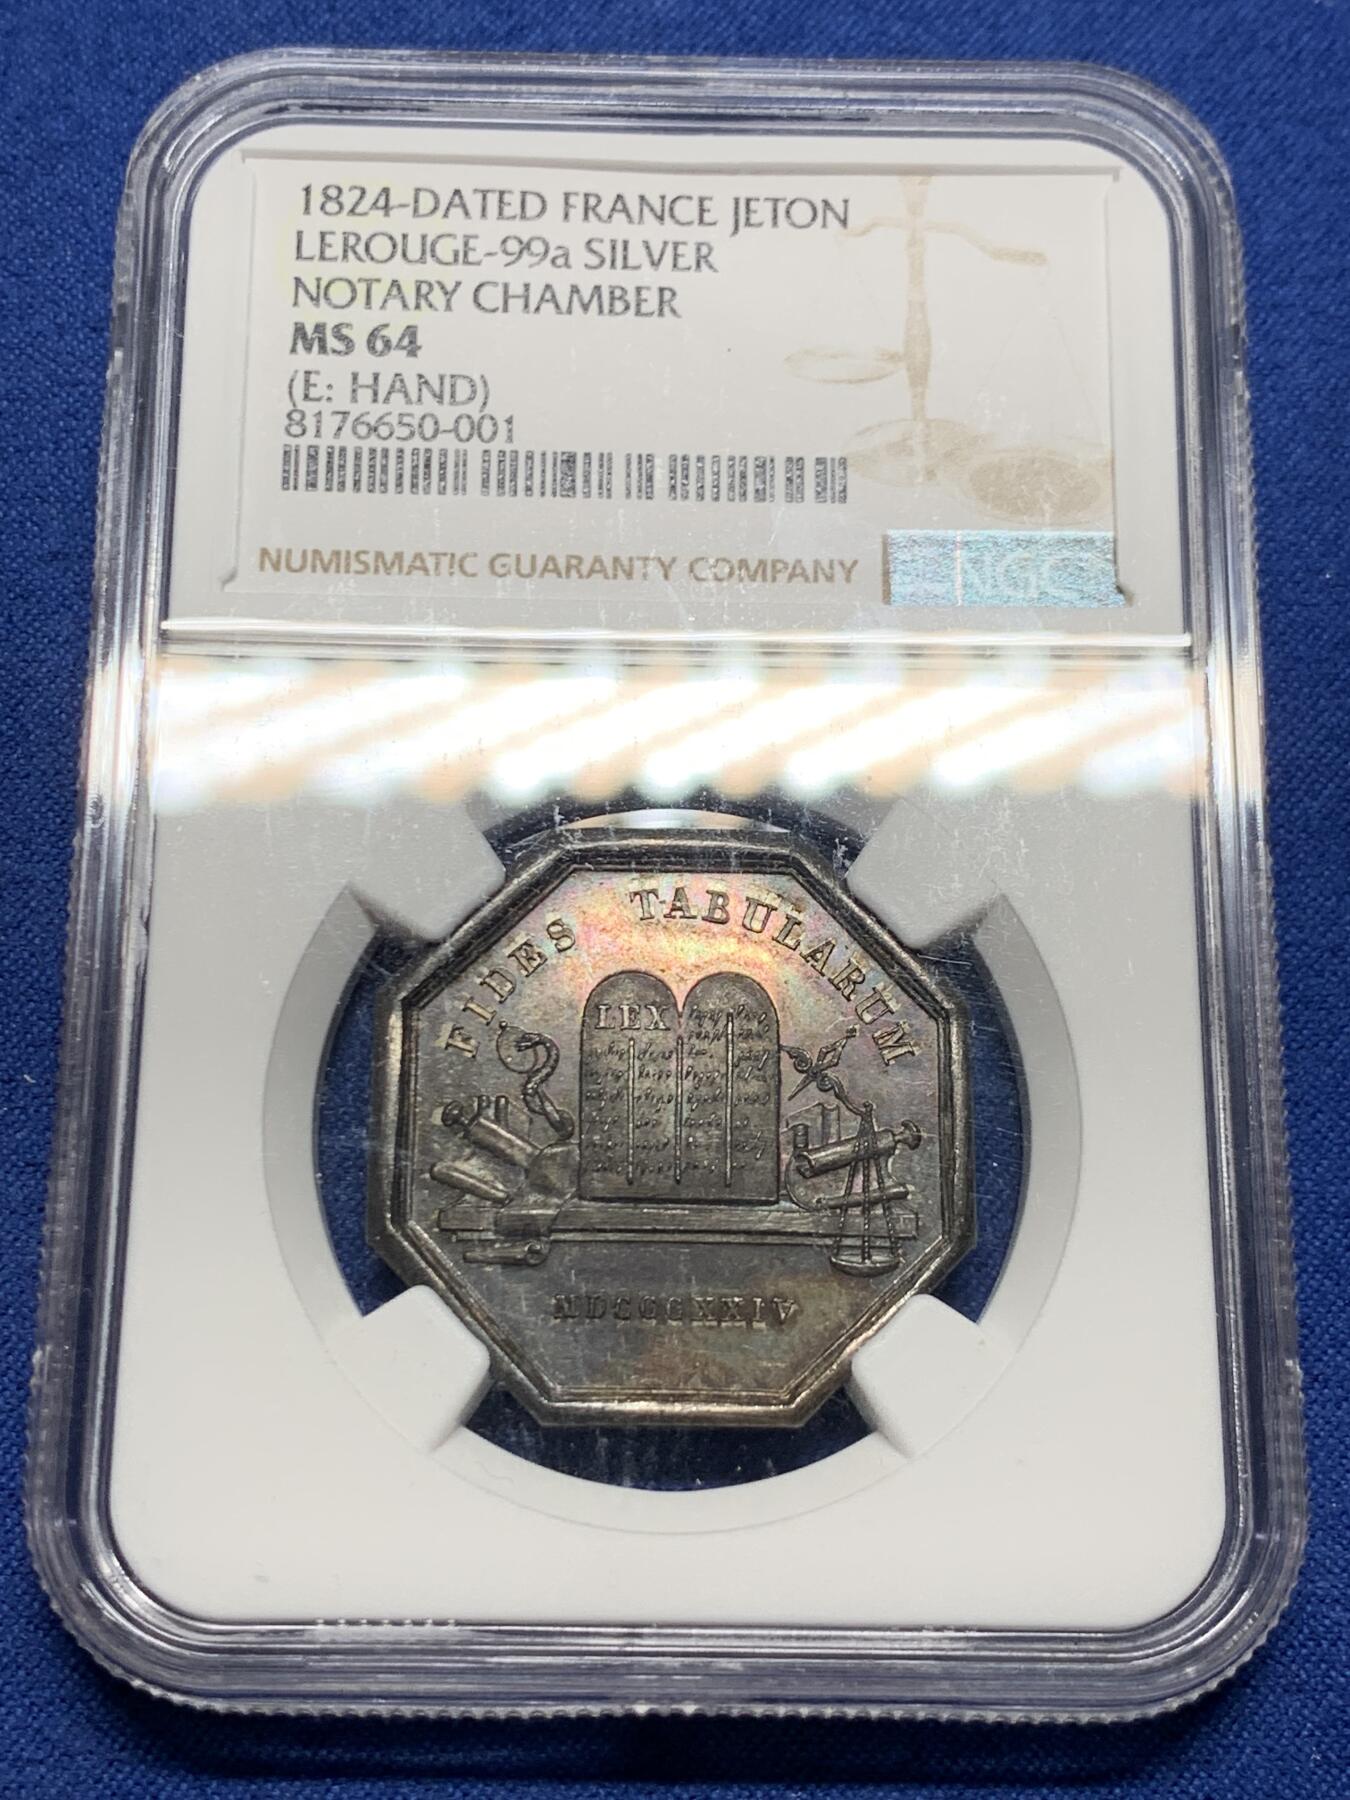 1824-DATED FRANCE JETON
LEROUGE-99a SILVER
NOTARY CHAMBER
MS 64
(E: HAND)
8176650-001
NUMISMATIC GUARANTY COMPANY
NGC
FIDES TABULARUM
LEX
MDCCCXXIV